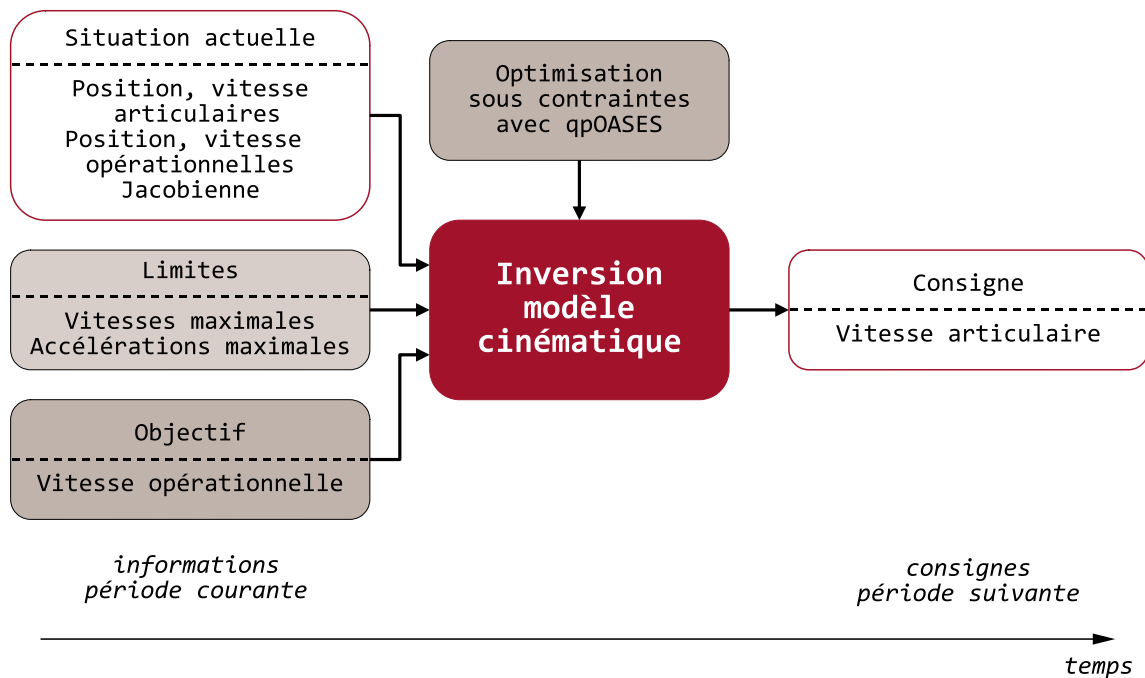 Situation actuelle
Position, vitesse
articulaires
Position, vitesse
opérationnelles
Jacobienne
Limites
Vitesses maximales
Accélérations maximales
Objectif
Vitesse opérationnelle
Optimisation
sous contraintes
avec qpOASES
Inversion
modèle
cinématique
Consigne
Vitesse articulaire
informations
période courante
consignes
période suivante
temps